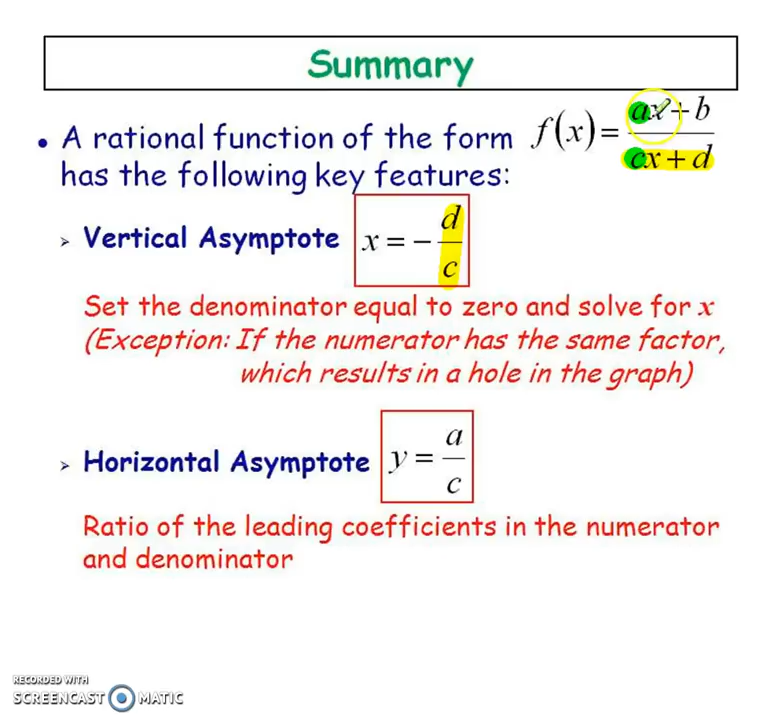 Summary
• A rational function of the form f(x) = (ax + b)/(cx + d)
has the following key features:
➢ Vertical Asymptote x = − d/c
Set the denominator equal to zero and solve for x
(Exception: If the numerator has the same factor,
which results in a hole in the graph)
➢ Horizontal Asymptote y = a/c
Ratio of the leading coefficients in the numerator
and denominator
RECORDED WITH
SCREENCAST MATIC